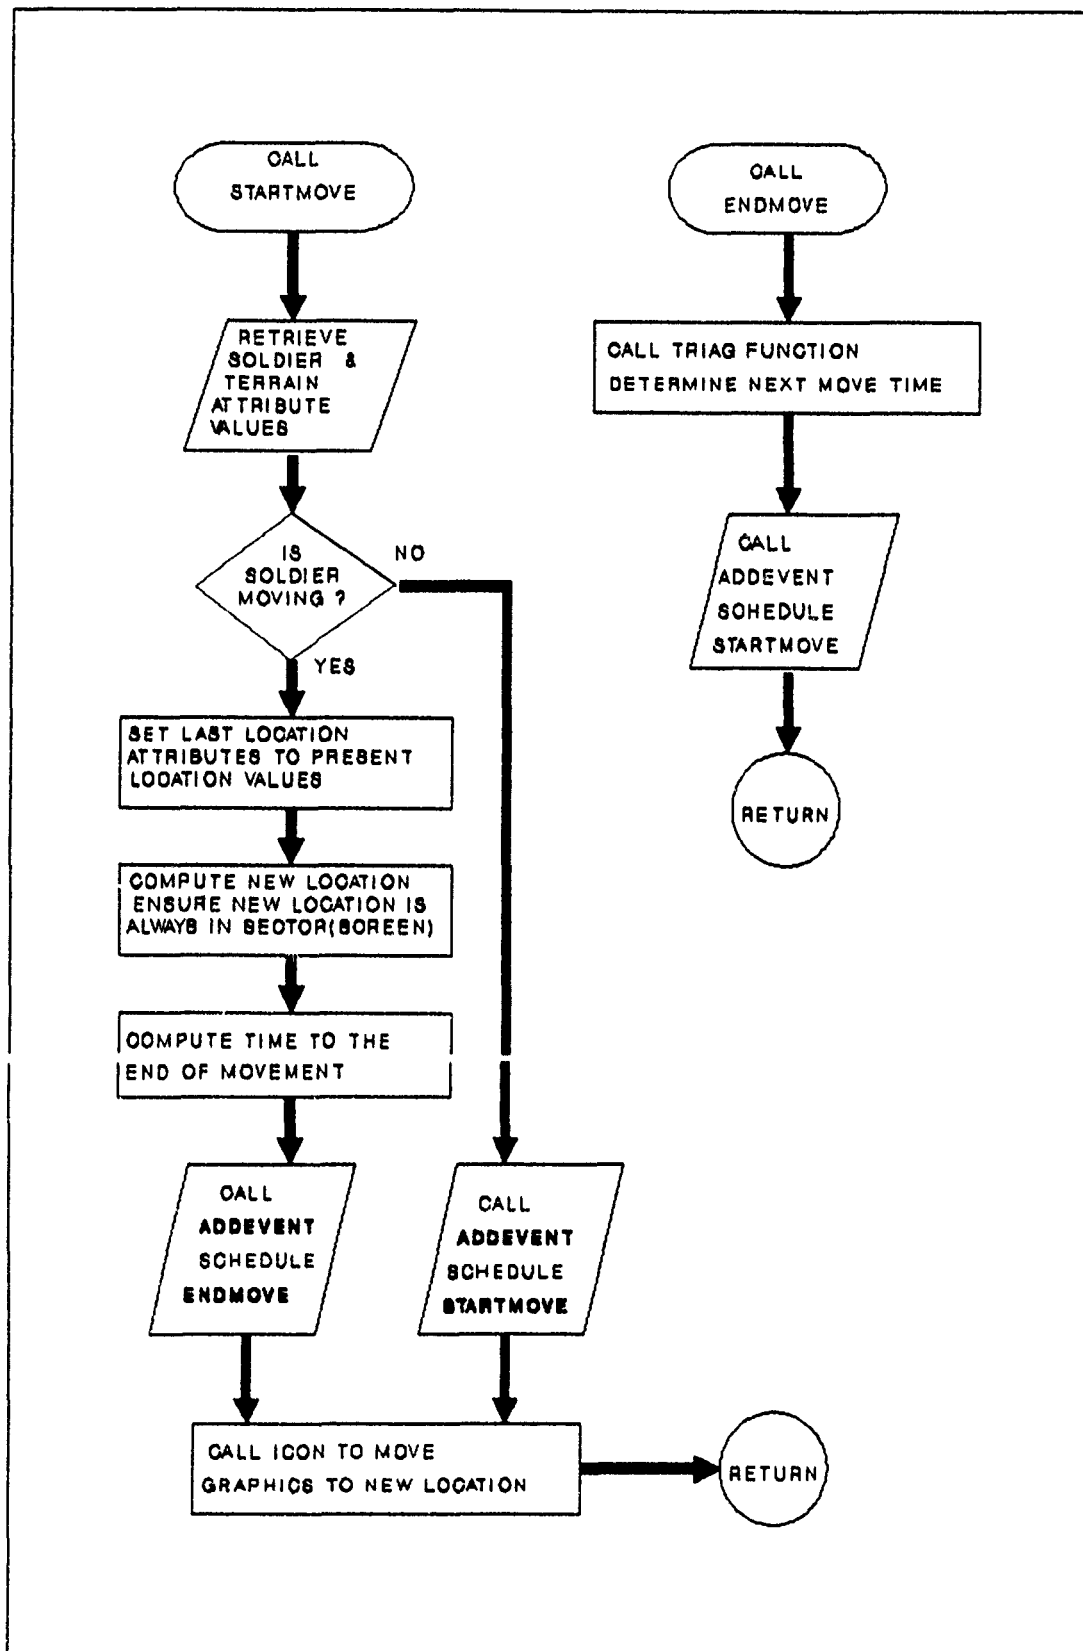 CALL
STARTMOVE
RETRIEVE
SOLDIER &
TERRAIN
ATTRIBUTE
VALUES
IS
SOLDIER
MOVING ?
NO
YES
SET LAST LOCATION
ATTRIBUTES TO PRESENT
LOCATION VALUES
COMPUTE NEW LOCATION
ENSURE NEW LOCATION IS
ALWAYS IN SECTOR(SCREEN)
COMPUTE TIME TO THE
END OF MOVEMENT
CALL
ADDEVENT
SCHEDULE
ENDMOVE
CALL
ADDEVENT
SCHEDULE
STARTMOVE
CALL ICON TO MOVE
GRAPHICS TO NEW LOCATION
RETURN
CALL
ENDMOVE
CALL TRIAG FUNCTION
DETERMINE NEXT MOVE TIME
CALL
ADDEVENT
SCHEDULE
STARTMOVE
RETURN